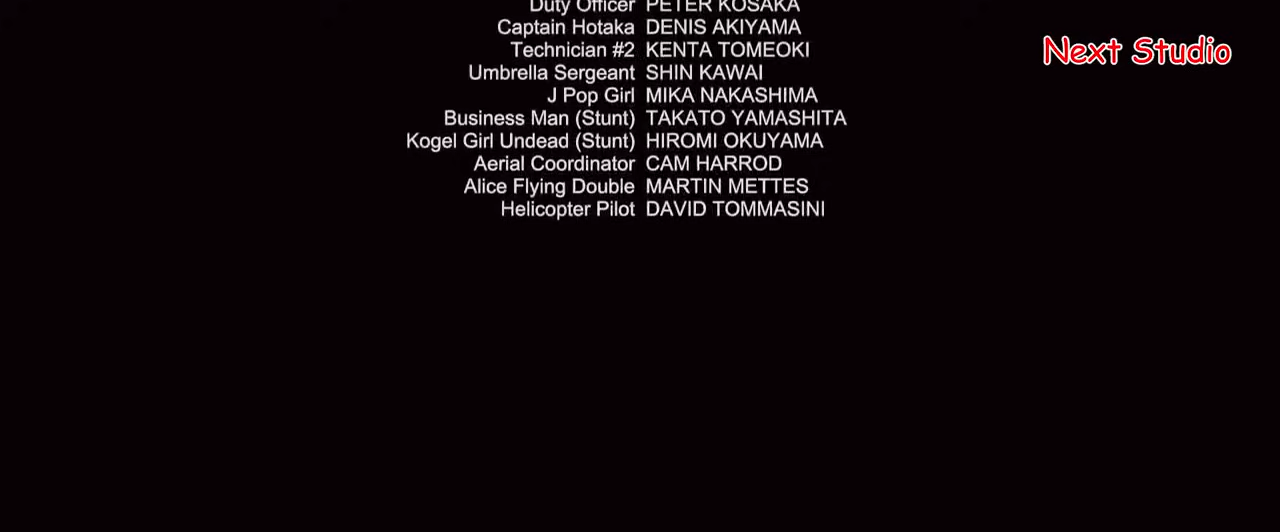 Duty Officer PETER KOSAKA
Captain Hotaka DENIS AKIYAMA
Technician #2 KENTA TOMEOKI
Umbrella Sergeant SHIN KAWAI
J Pop Girl MIKA NAKASHIMA
Business Man (Stunt) TAKATO YAMASHITA
Kogel Girl Undead (Stunt) HIROMI OKUYAMA
Aerial Coordinator CAM HARROD
Alice Flying Double MARTIN METTES
Helicopter Pilot DAVID TOMMASINI
Next Studio